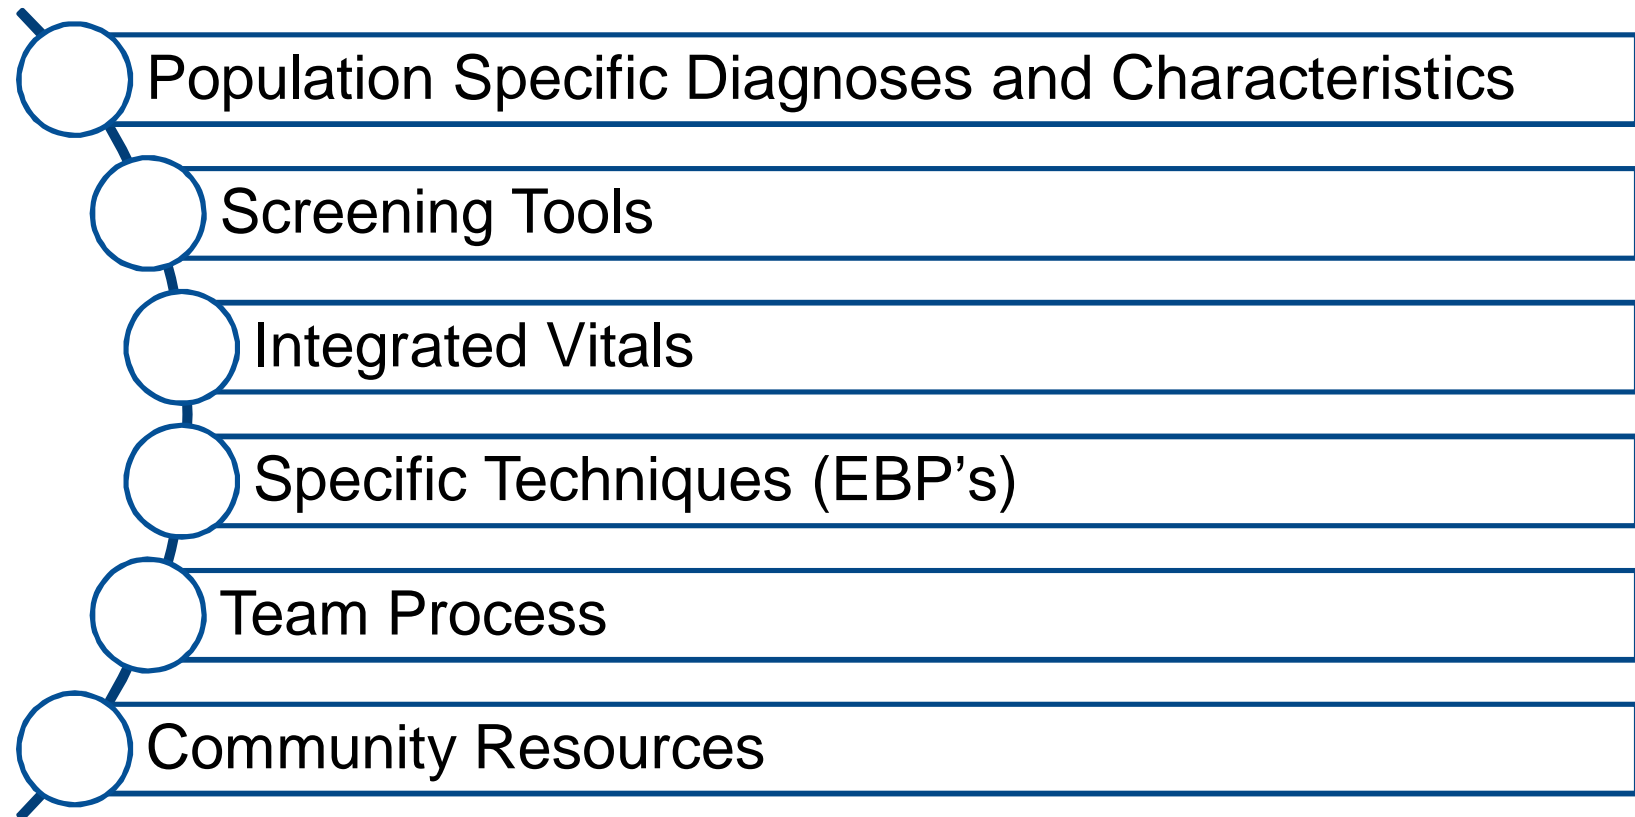 Population Specific Diagnoses and Characteristics
Screening Tools
Integrated Vitals
Specific Techniques (EBP’s)
Team Process
Community Resources